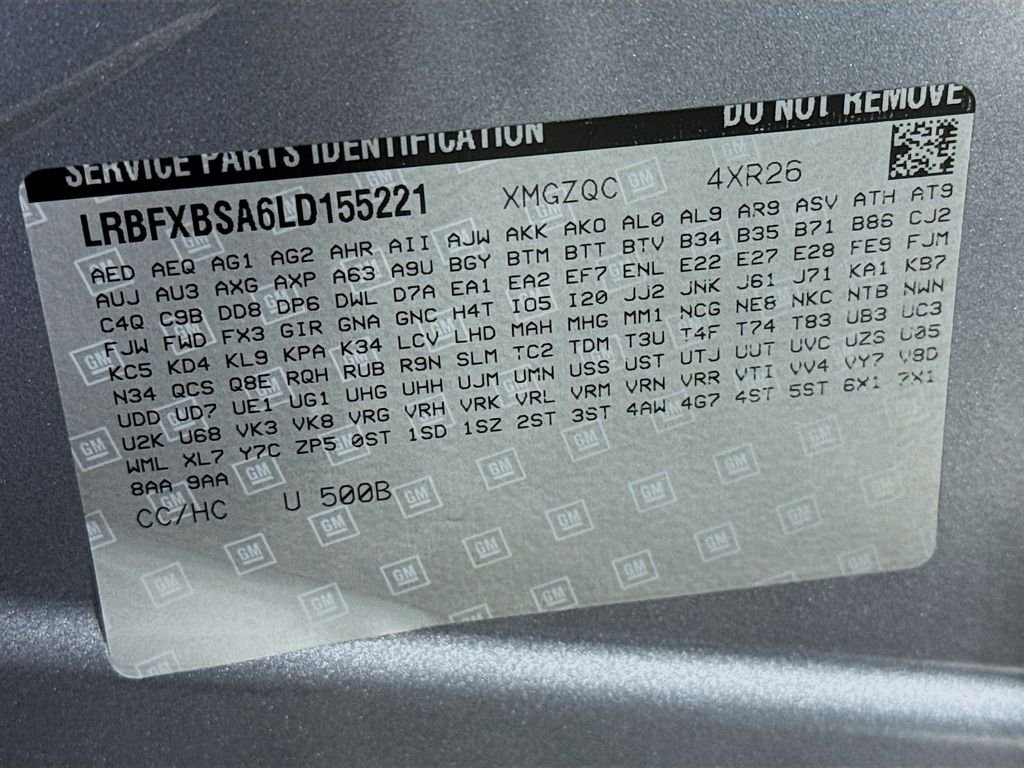 SERVICE PARTS IDENTIFICATION DO NOT REMOVE
LRBFXBSA6LD155221 XMGZQC 4XR26
AED AEQ AG1 AG2 AHR AII AJW AKK AKO AL0 AL9 AR9 ASV ATH AT9
AUJ AU3 AXG AXP A63 A9U BGY BTM BTT BTV B34 B35 B71 B86 CJ2
C4Q C9B DD8 DP6 DWL D7A EA1 EA2 EF7 ENL E22 E27 E28 FE9 FJM
FJW FWD FX3 GIR GNA GNC H4T IO5 I20 JJ2 JNK J61 J71 KA1 KB7
KC5 KD4 KL9 KPA K34 LCV LHD MAH MHG MM1 NCG NE8 NKC NTB NWN
N34 QCS Q8E RQH RUB R9N SLM TC2 TDM T3U T4F T74 T83 UB3 UC3
UDD UD7 UE1 UG1 UHG UHH UJM UMN USS UST UTJ UUT UVC UZS U05
U2K U68 VK3 VK8 VRG VRH VRK VRL VRM VRN VRR VTI VV4 VY7 V8D
WML XL7 Y7C ZP5 0ST 1SD 1SZ 2ST 3ST 4AW 4G7 4ST 5ST 6X1 7X1
8AA 9AA
CC/HC U 500B